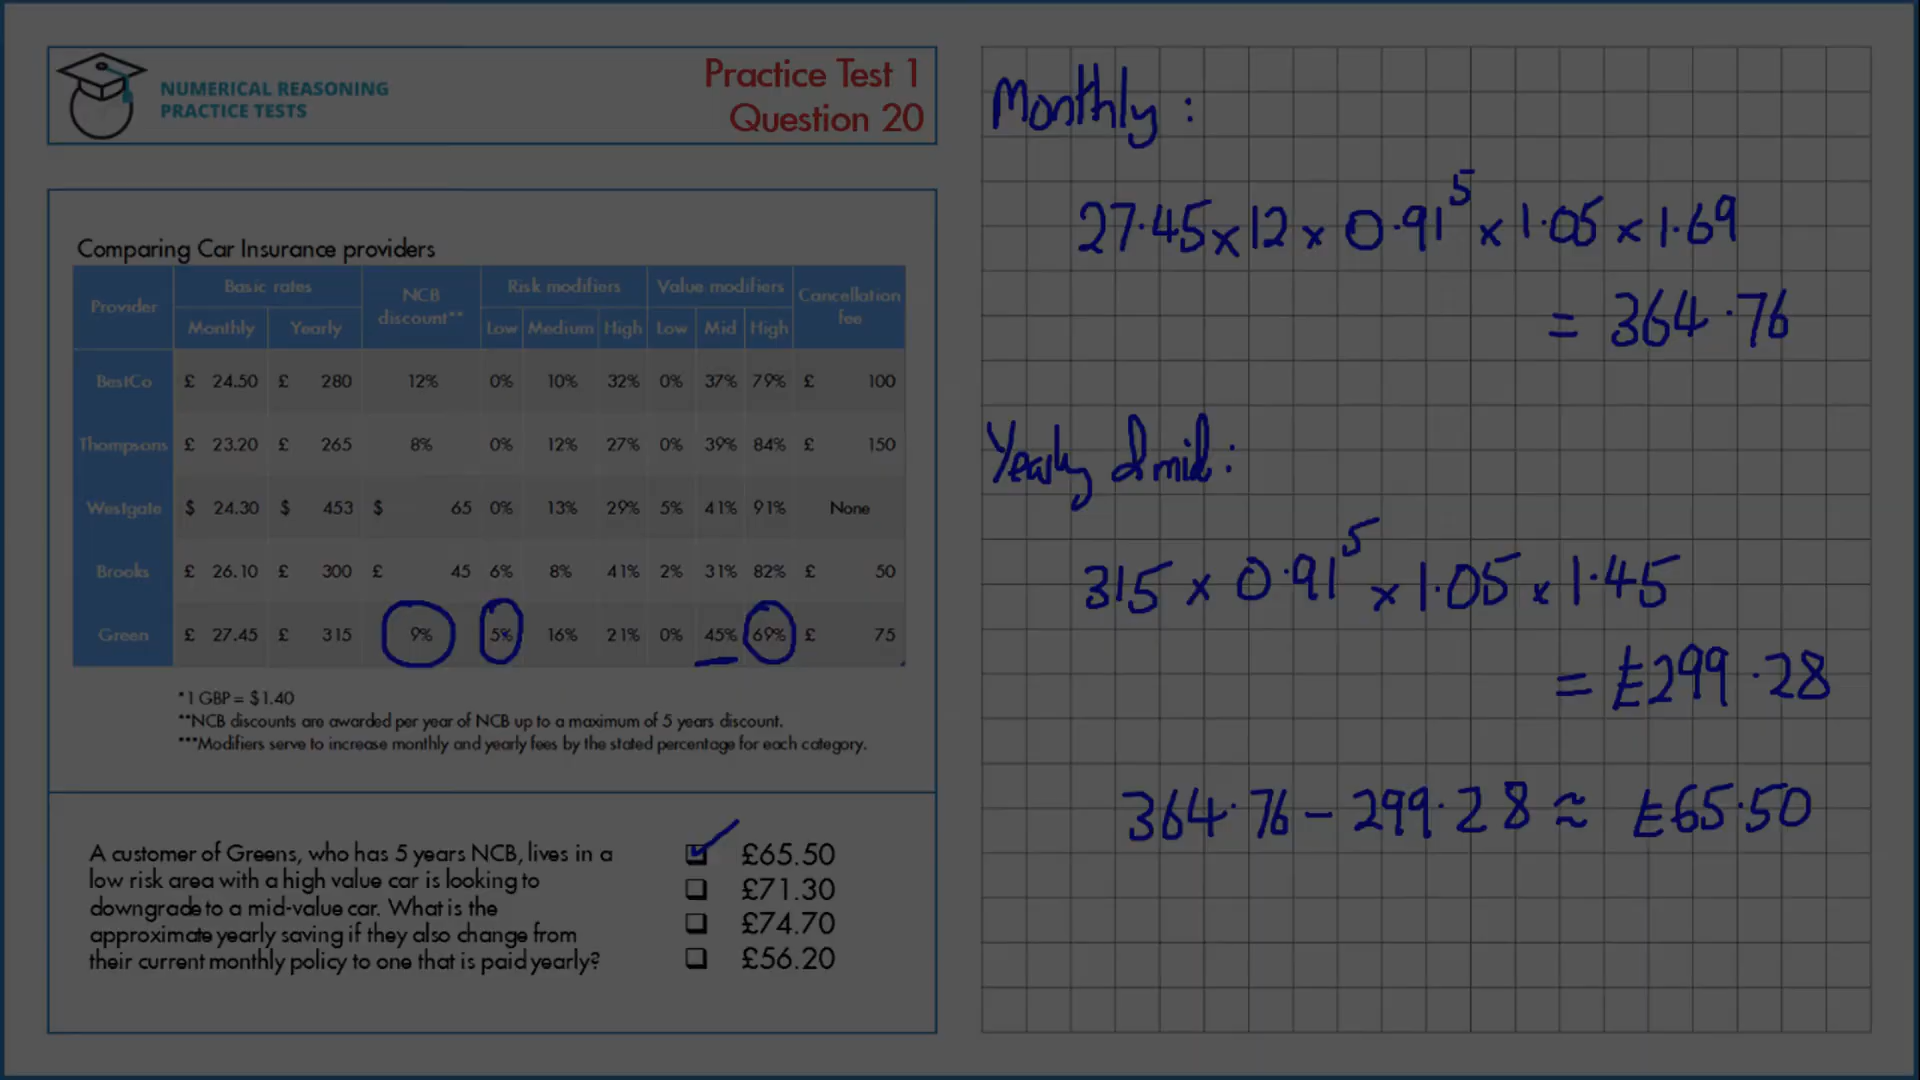 NUMERICAL REASONING
PRACTICE TESTS
Practice Test 1
Question 20
Comparing Car Insurance providers
Provider Basic rates NCB discount** Risk modifiers Value modifiers Cancellation fee
Monthly Yearly Low Medium High Low Mid High
BestCo £ 24.50 £ 280 12% 0% 10% 32% 0% 37% 79% £ 100
Thompsons £ 23.20 £ 265 8% 0% 12% 27% 0% 39% 84% £ 150
Westgate $ 24.30 $ 453 $ 65 0% 13% 29% 5% 41% 91% None
Brooks £ 26.10 £ 300 £ 45 6% 8% 41% 2% 31% 82% £ 50
Green £ 27.45 £ 315 9% 5% 16% 21% 0% 45% 69% £ 75
*1 GBP = $1.40
**NCB discounts are awarded per year of NCB up to a maximum of 5 years discount.
***Modifiers serve to increase monthly and yearly fees by the stated percentage for each category.
A customer of Greens, who has 5 years NCB, lives in a
low risk area with a high value car is looking to
downgrade to a mid-value car. What is the
approximate yearly saving if they also change from
their current monthly policy to one that is paid yearly?
£65.50
£71.30
£74.70
£56.20
Monthly :
27.45 × 12 × 0.91⁵ × 1.05 × 1.69
= 364.76
Yearly & mid :
315 × 0.91⁵ × 1.05 × 1.45
= £299.28
364.76 – 299.28 ≈ £65.50